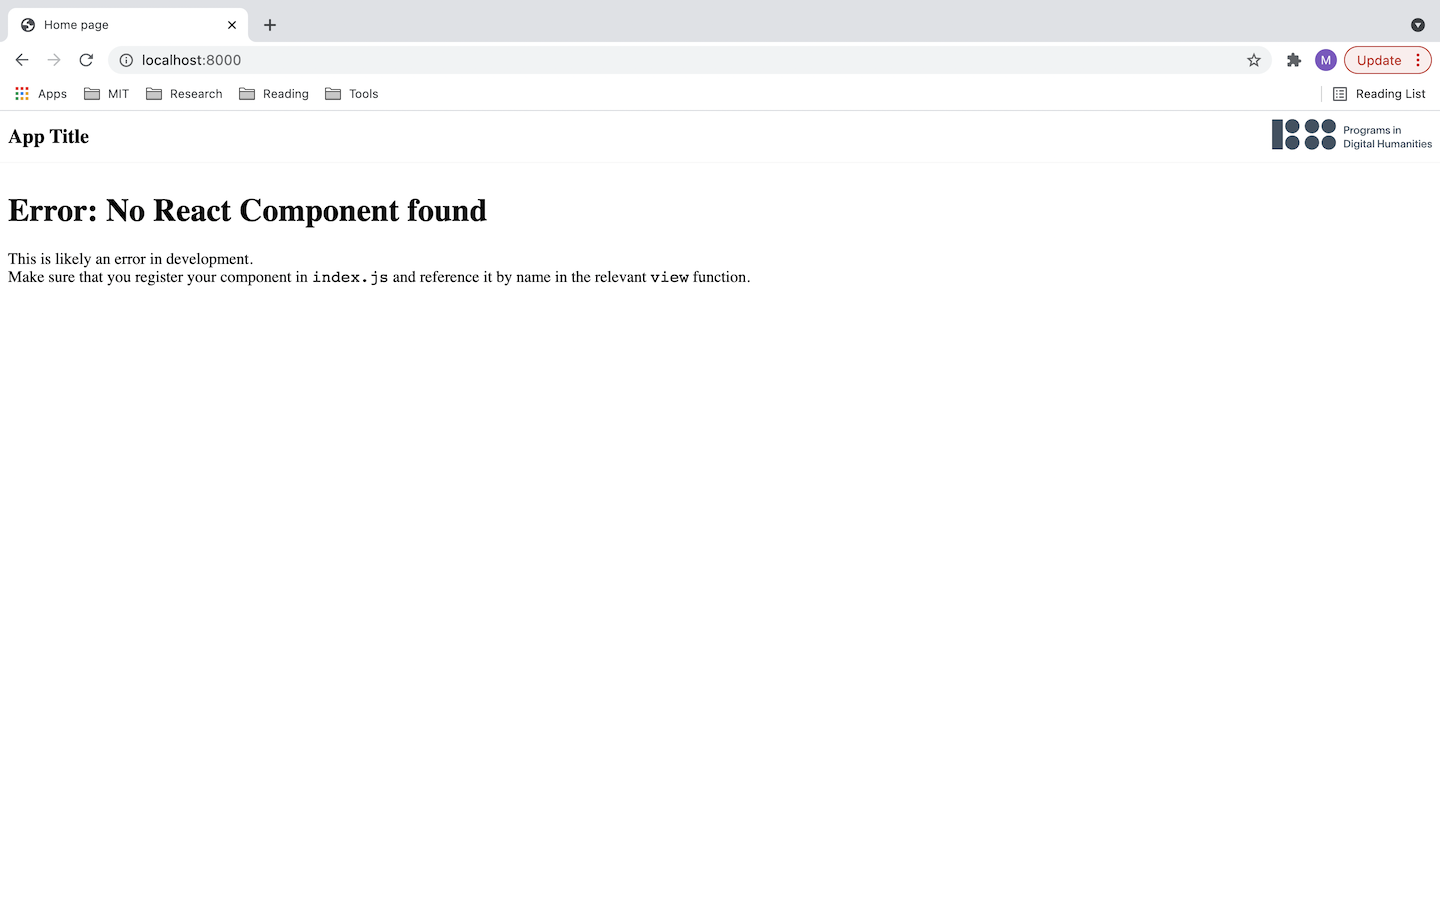 Home page
localhost:8000
M
Update
Apps
MIT
Research
Reading
Tools
Reading List
App Title
Programs in
Digital Humanities
Error: No React Component found
This is likely an error in development.
Make sure that you register your component in index.js and reference it by name in the relevant view function.